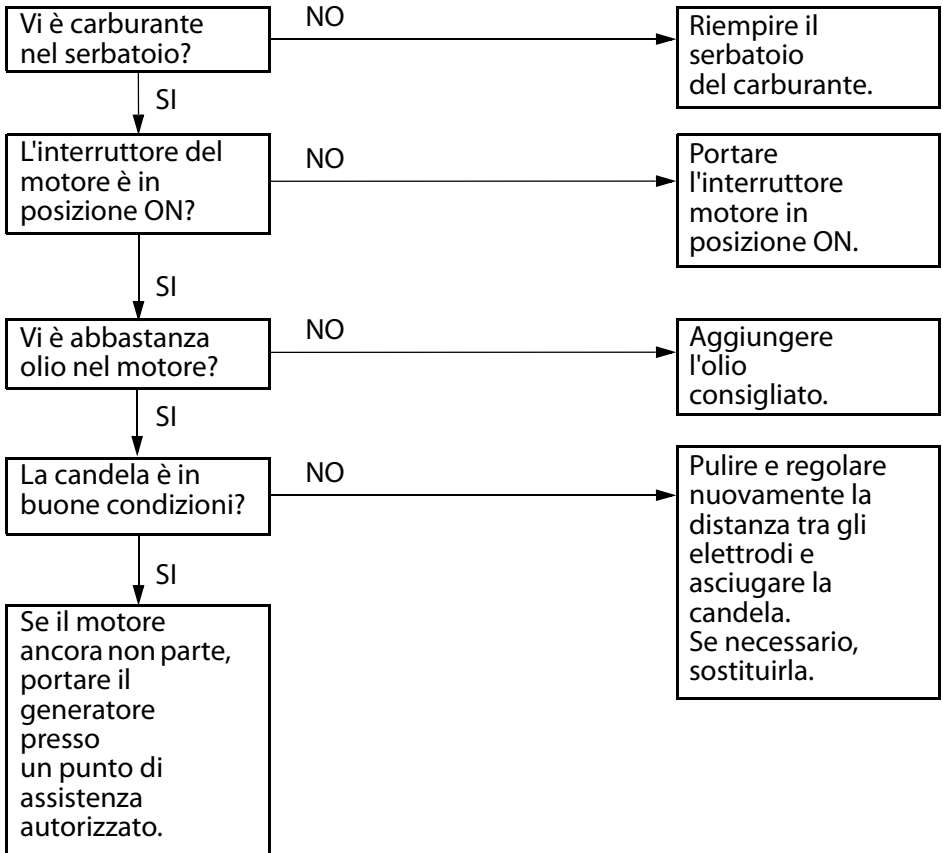 Vi è carburante
nel serbatoio?
NO
Riempire il
serbatoio
del carburante.
SI
L'interruttore del
motore è in
posizione ON?
NO
Portare
l'interruttore
motore in
posizione ON.
SI
Vi è abbastanza
olio nel motore?
NO
Aggiungere
l'olio
consigliato.
SI
La candela è in
buone condizioni?
NO
Pulire e regolare
nuovamente la
distanza tra gli
elettrodi e
asciugare la
candela.
Se necessario,
sostituirla.
SI
Se il motore
ancora non parte,
portare il
generatore
presso
un punto di
assistenza
autorizzato.